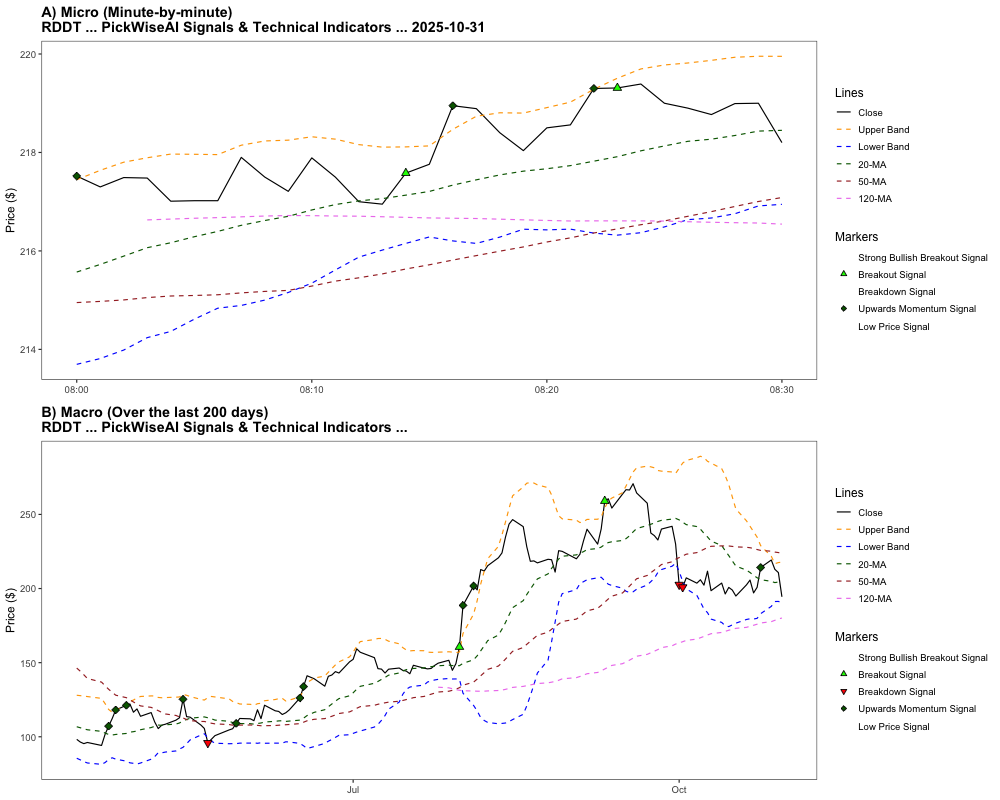 A) Micro (Minute-by-minute)
RDDT ... PickWiseAI Signals & Technical Indicators ... 2025-10-31
220
218
216
214
Price ($)
08:00
08:10
08:20
08:30
Lines
Close
Upper Band
Lower Band
20-MA
50-MA
120-MA
Markers
Strong Bullish Breakout Signal
Breakout Signal
Breakdown Signal
Upwards Momentum Signal
Low Price Signal
B) Macro (Over the last 200 days)
RDDT ... PickWiseAI Signals & Technical Indicators ...
250
200
150
100
Price ($)
Jul
Oct
Lines
Close
Upper Band
Lower Band
20-MA
50-MA
120-MA
Markers
Strong Bullish Breakout Signal
Breakout Signal
Breakdown Signal
Upwards Momentum Signal
Low Price Signal